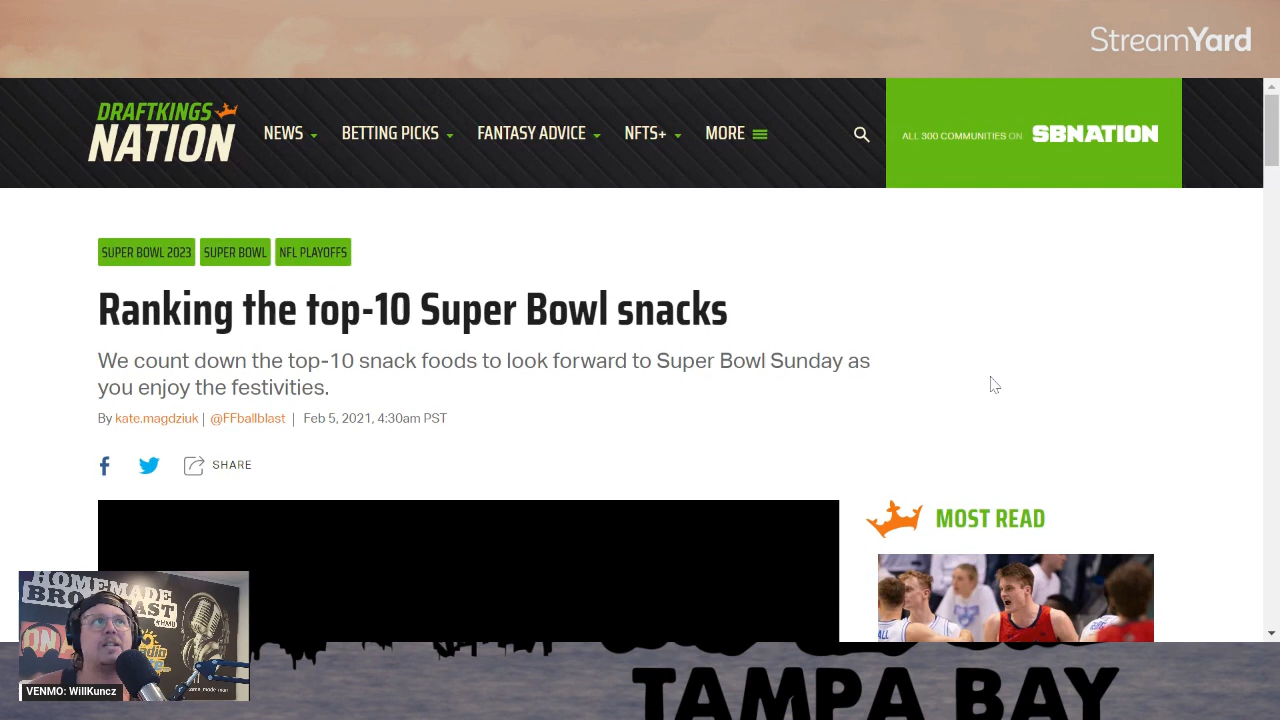 StreamYard
DRAFTKINGS
NATION
NEWS
BETTING PICKS
FANTASY ADVICE
NFTS+
MORE
ALL 300 COMMUNITIES ON SBNATION
SUPER BOWL 2023
SUPER BOWL
NFL PLAYOFFS
Ranking the top-10 Super Bowl snacks
We count down the top-10 snack foods to look forward to Super Bowl Sunday as
you enjoy the festivities.
By kate.magdziuk | @FFballblast | Feb 5, 2021, 4:30am PST
SHARE
MOST READ
HOMEMADE
ON
VENMO: WillKuncz
TAMPA BAY